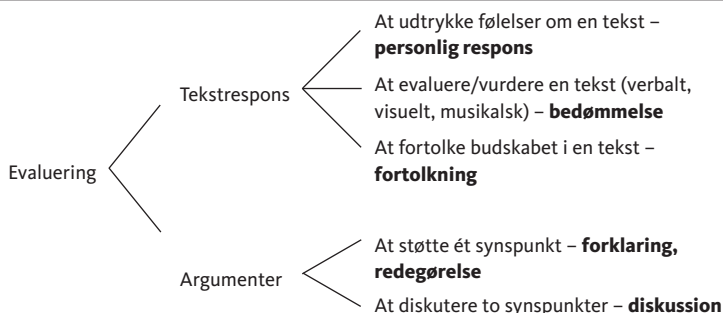 At udtrykke følelser om en tekst –
personlig respons
Tekstrespons
At evaluere/vurdere en tekst (verbalt,
visuelt, musikalsk) – bedømmelse
At fortolke budskabet i en tekst –
fortolkning
Evaluering
At støtte ét synspunkt – forklaring,
redegørelse
Argumenter
At diskutere to synspunkter – diskussion